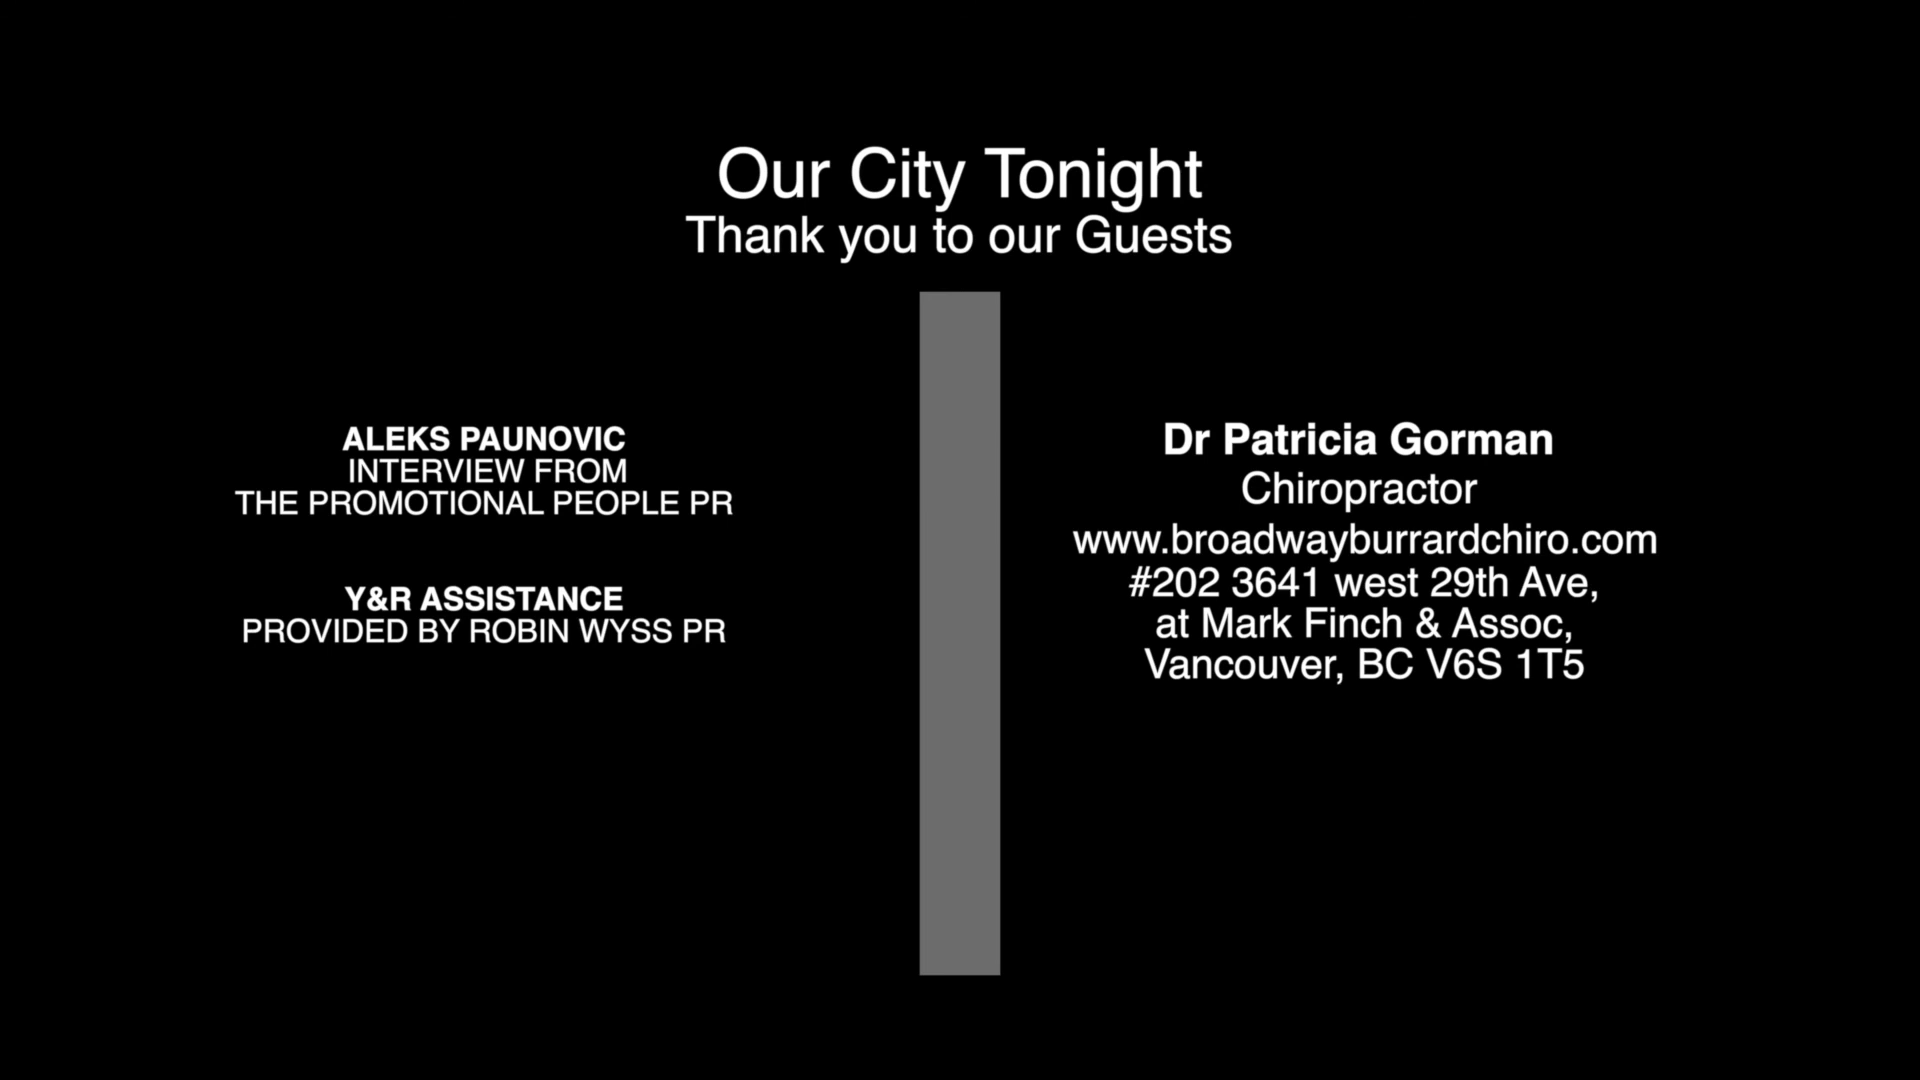 Our City Tonight
Thank you to our Guests
ALEKS PAUNOVIC
INTERVIEW FROM
THE PROMOTIONAL PEOPLE PR
Y&R ASSISTANCE
PROVIDED BY ROBIN WYSS PR
Dr Patricia Gorman
Chiropractor
www.broadwayburrardchiro.com
#202 3641 west 29th Ave,
at Mark Finch & Assoc,
Vancouver, BC V6S 1T5